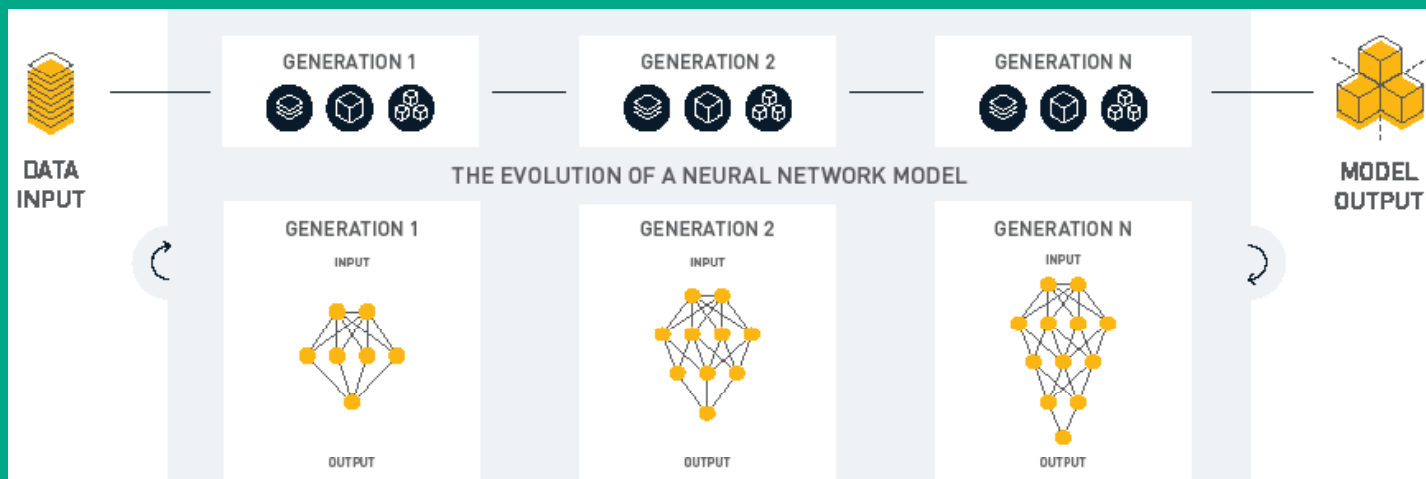 GENERATION 1
GENERATION 2
GENERATION N
DATA
INPUT
MODEL
OUTPUT
THE EVOLUTION OF A NEURAL NETWORK MODEL
GENERATION 1
GENERATION 2
GENERATION N
INPUT
INPUT
INPUT
OUTPUT
OUTPUT
OUTPUT